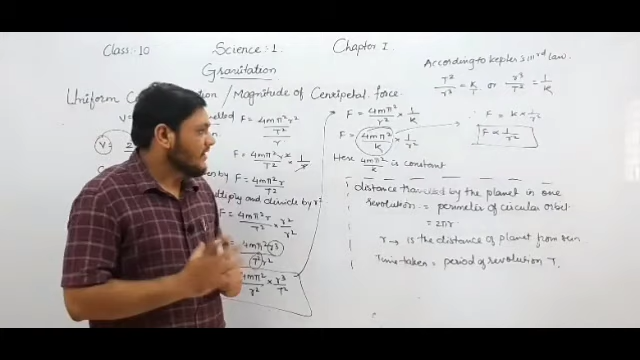 Class: 10 Science: 1 Chapter I.
Gravitation
Uniform / Magnitude of Centripetal force.
F = 4mπ²r² / T² / r
F = 4mπ²r² / T² × 1/r
F = 4mπ²r / T²
multiply and divide by r²
F = 4mπ²r / T² × r²/r²
4mπ²r³ / T²r²
4mπ²/r² × r³/T²
F = 4mπ²/r² × 1/K
F = 4mπ²/K × 1/r²
Here 4mπ²/K is constant
According to kepler's IIIrd law.
T²/r³ = K/1 or r³/T² = 1/K
∴ F = K × 1/r²
F ∝ 1/r²
distance travelled by the planet in one
revolution = perimeter of circular orbit
= 2πr
r → is the distance of planet from sun
Time taken = period of revolution T.